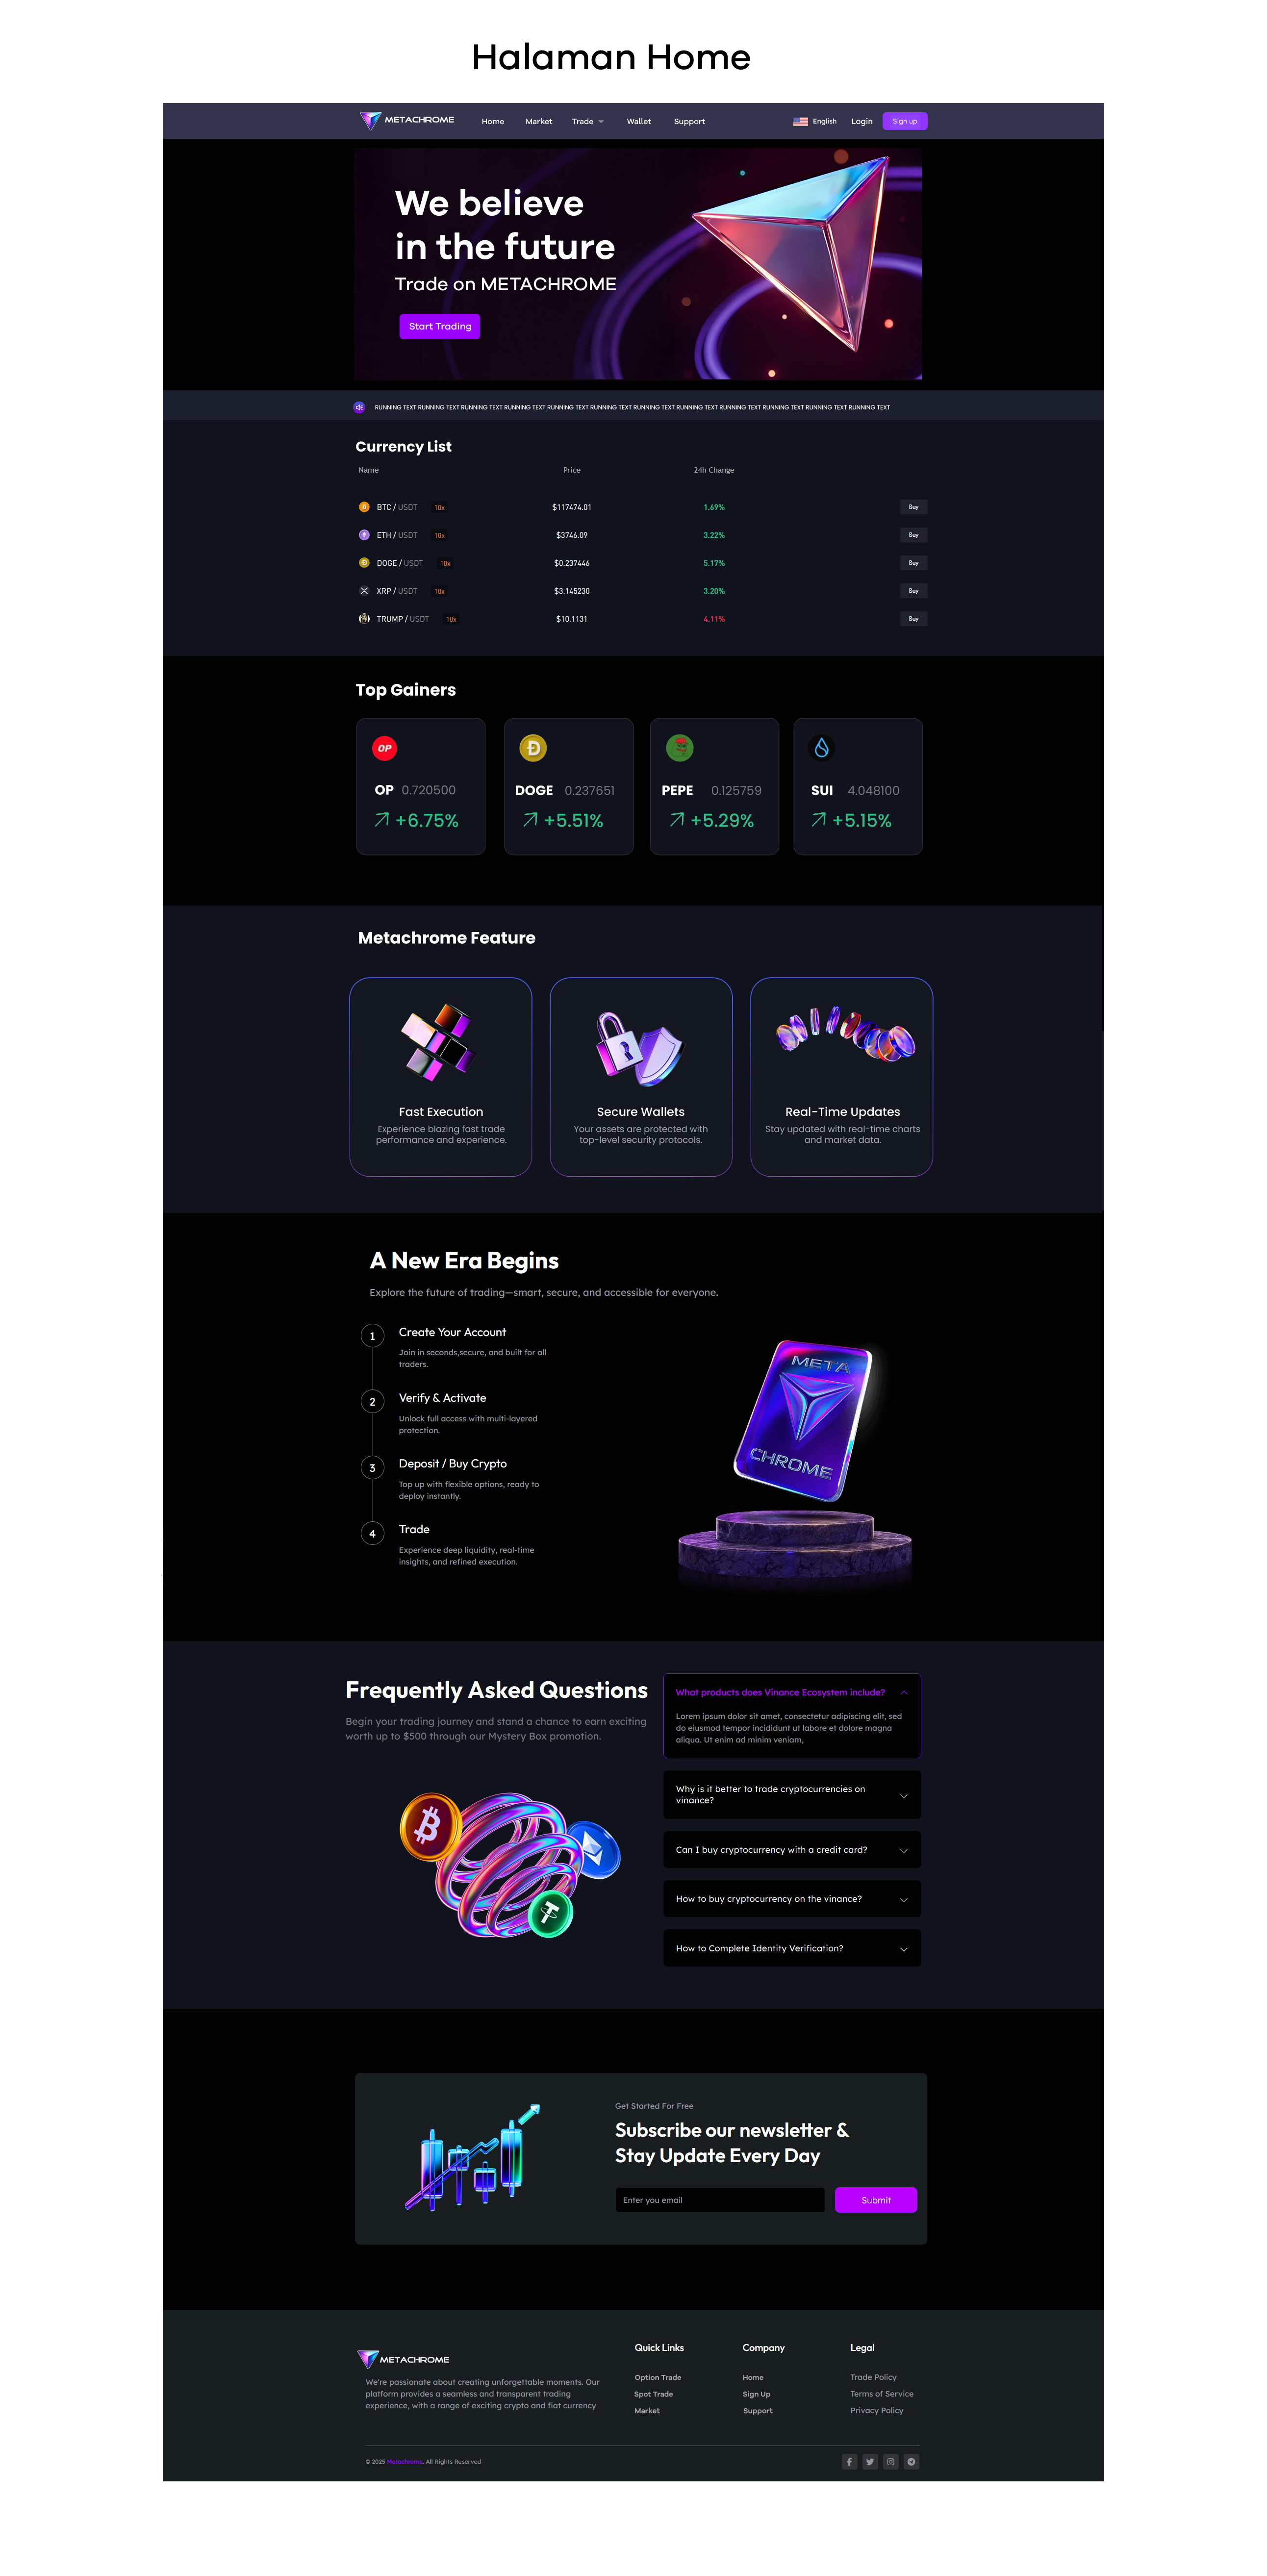 Halaman Home
METACHROME Home Market Trade Wallet Support English Login Sign up
We believe
in the future
Trade on METACHROME
Start Trading
RUNNING TEXT RUNNING TEXT RUNNING TEXT RUNNING TEXT RUNNING TEXT RUNNING TEXT RUNNING TEXT RUNNING TEXT RUNNING TEXT RUNNING TEXT RUNNING TEXT RUNNING TEXT
Currency List
Name Price 24h Change
BTC / USDT 10x $117474.01 1.69% Buy
ETH / USDT 10x $3746.09 3.22% Buy
DOGE / USDT 10x $0.237446 5.17% Buy
XRP / USDT 10x $3.145230 3.20% Buy
TRUMP / USDT 10x $10.1131 4.11% Buy
Top Gainers
OP
OP 0.720500
+6.75%
DOGE 0.237651
+5.51%
PEPE 0.125759
+5.29%
SUI 4.048100
+5.15%
Metachrome Feature
Fast Execution
Experience blazing fast trade
performance and experience.
Secure Wallets
Your assets are protected with
top-level security protocols.
Real-Time Updates
Stay updated with real-time charts
and market data.
A New Era Begins
Explore the future of trading—smart, secure, and accessible for everyone.
1 Create Your Account
Join in seconds,secure, and built for all
traders.
2 Verify & Activate
Unlock full access with multi-layered
protection.
3 Deposit / Buy Crypto
Top up with flexible options, ready to
deploy instantly.
4 Trade
Experience deep liquidity, real-time
insights, and refined execution.
META
CHROME
Frequently Asked Questions
Begin your trading journey and stand a chance to earn exciting
worth up to $500 through our Mystery Box promotion.
What products does Vinance Ecosystem include?
Lorem ipsum dolor sit amet, consectetur adipiscing elit, sed
do eiusmod tempor incididunt ut labore et dolore magna
aliqua. Ut enim ad minim veniam,
Why is it better to trade cryptocurrencies on
vinance?
Can I buy cryptocurrency with a credit card?
How to buy cryptocurrency on the vinance?
How to Complete Identity Verification?
Get Started For Free
Subscribe our newsletter &
Stay Update Every Day
Enter you email Submit
METACHROME
We're passionate about creating unforgettable moments. Our
platform provides a seamless and transparent trading
experience, with a range of exciting crypto and fiat currency
Quick Links
Option Trade
Spot Trade
Market
Company
Home
Sign Up
Support
Legal
Trade Policy
Terms of Service
Privacy Policy
© 2025 Metachrome. All Rights Reserved